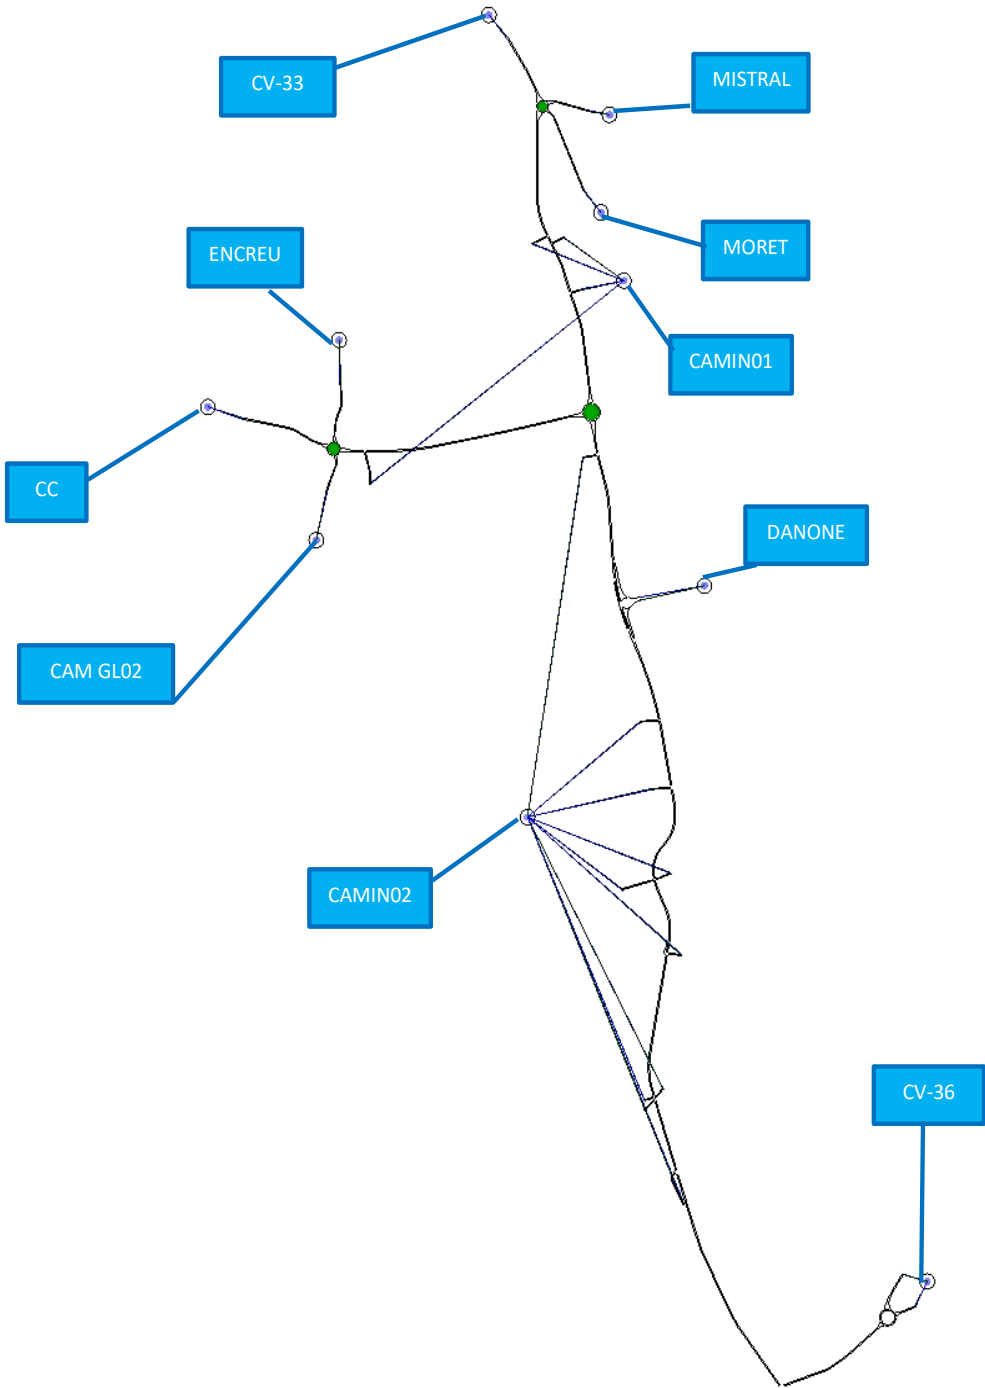 CV-33
MISTRAL
ENCREU
MORET
CAMIN01
CC
DANONE
CAM GL02
CAMIN02
CV-36